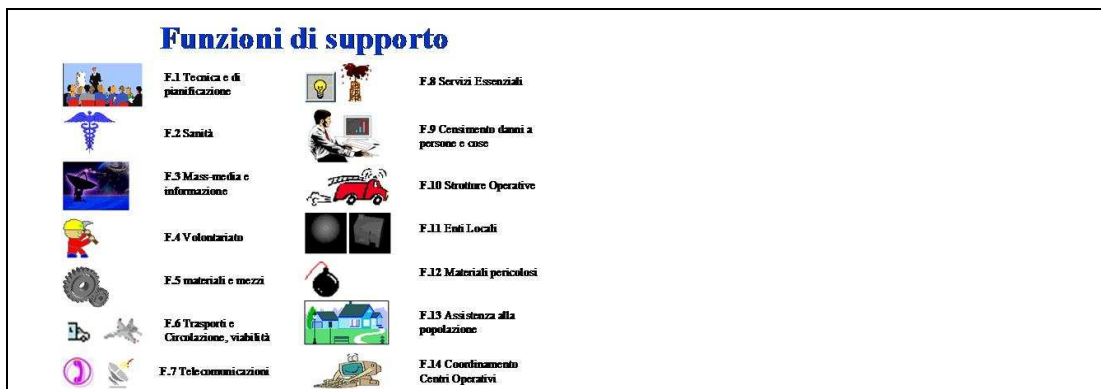 Funzioni di supporto
F.1 Tecnica e di
pianificazione
F.2 Sanità
F.3 Mass-media e
informazione
F.4 Volontariato
F.5 materiali e mezzi
F.6 Trasporti e
Circolazione, viabilità
F.7 Telecomunicazioni
F.8 Servizi Essenziali
F.9 Censimento danni a
persone e cose
F.10 Strutture Operative
F.11 Enti Locali
F.12 Materiali pericolosi
F.13 Assistenza alla
popolazione
F.14 Coordinamento
Centri Operativi